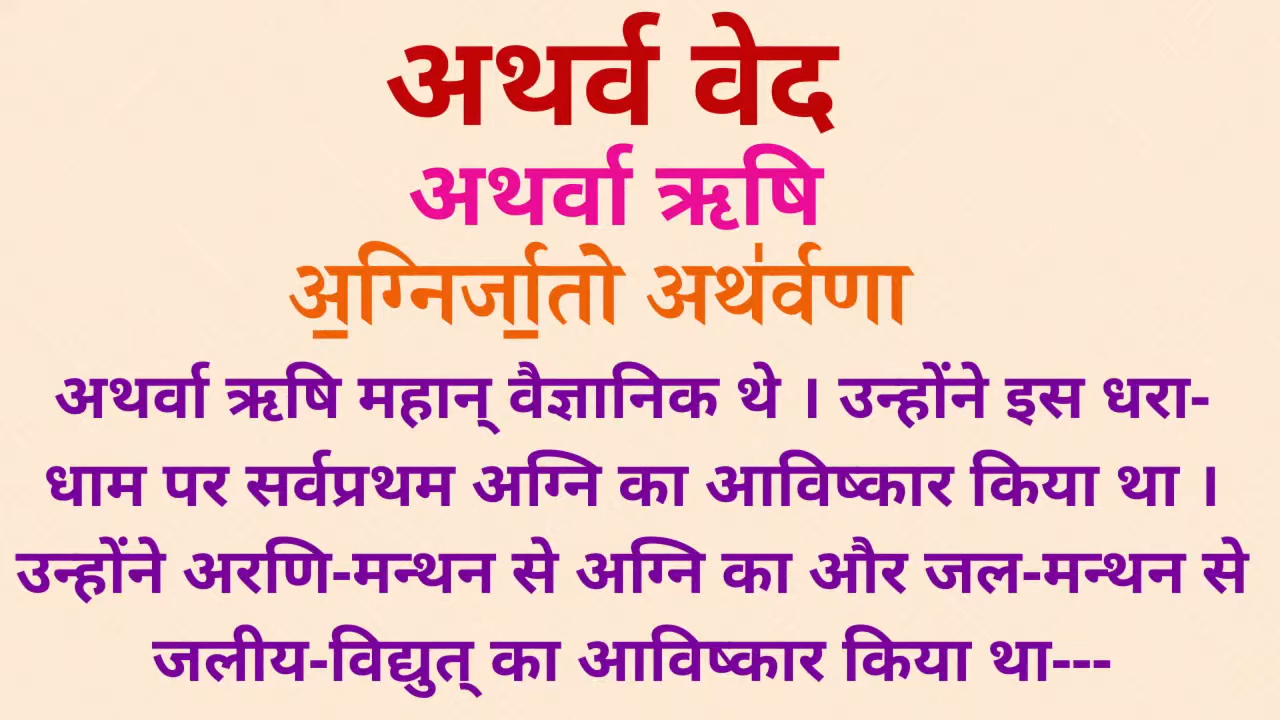 अथर्व वेद
अथर्वा ऋषि
अ॒ग्निर्जा॒तो अथ॑र्वणा
अथर्वा ऋषि महान् वैज्ञानिक थे । उन्होंने इस धरा-
धाम पर सर्वप्रथम अग्नि का आविष्कार किया था ।
उन्होंने अरणि-मन्थन से अग्नि का और जल-मन्थन से
जलीय-विद्युत् का आविष्कार किया था---